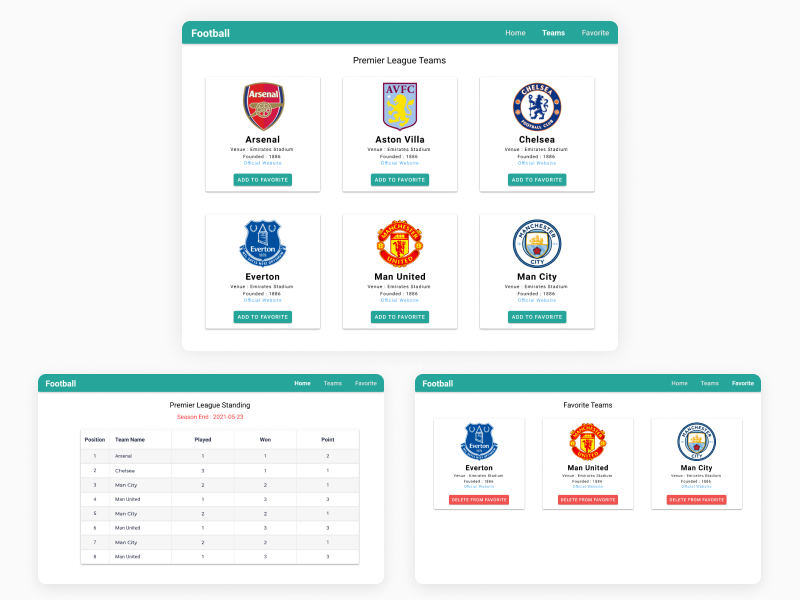 Football
Home Teams Favorite
Premier League Teams
Arsenal
AVFC
CHELSEA
FOOTBALL CLUB
Arsenal
Aston Villa
Chelsea
Venue : Emirates Stadium
Venue : Emirates Stadium
Venue : Emirates Stadium
Founded : 1886
Founded : 1886
Founded : 1886
Official Website
Official Website
Official Website
ADD TO FAVORITE
ADD TO FAVORITE
ADD TO FAVORITE
Everton
MANCHESTER
UNITED
MANCHESTER
CITY
Everton
Man United
Man City
Venue : Emirates Stadium
Venue : Emirates Stadium
Venue : Emirates Stadium
Founded : 1886
Founded : 1886
Founded : 1886
Official Website
Official Website
Official Website
ADD TO FAVORITE
ADD TO FAVORITE
ADD TO FAVORITE
Football
Home Teams Favorite
Premier League Standing
Season End : 2021-05-23
Position Team Name Played Won Point
1 Arsenal 1 1 2
2 Chelsea 3 1 1
3 Man City 2 2 1
4 Man United 1 3 3
5 Man City 2 2 1
6 Man United 1 3 3
7 Man City 2 2 1
8 Man United 1 3 3
Football
Home Teams Favorite
Favorite Teams
Everton
MANCHESTER
UNITED
MANCHESTER
CITY
Everton
Man United
Man City
Venue : Emirates Stadium
Venue : Emirates Stadium
Venue : Emirates Stadium
Founded : 1886
Founded : 1886
Founded : 1886
Official Website
Official Website
Official Website
DELETE FROM FAVORITE
DELETE FROM FAVORITE
DELETE FROM FAVORITE